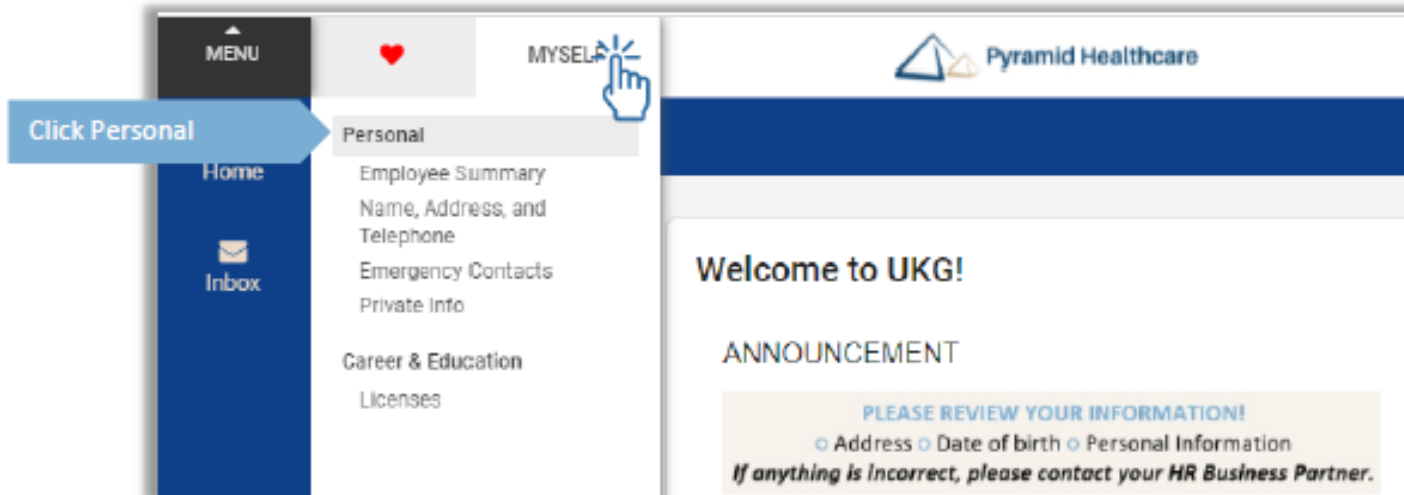 MENU
MYSELF
Pyramid Healthcare
Click Personal
Personal
Home
Employee Summary
Name, Address, and
Telephone
Emergency Contacts
Private Info
Inbox
Career & Education
Licenses
Welcome to UKG!
ANNOUNCEMENT
PLEASE REVIEW YOUR INFORMATION!
○ Address ○ Date of birth ○ Personal Information
If anything is incorrect, please contact your HR Business Partner.